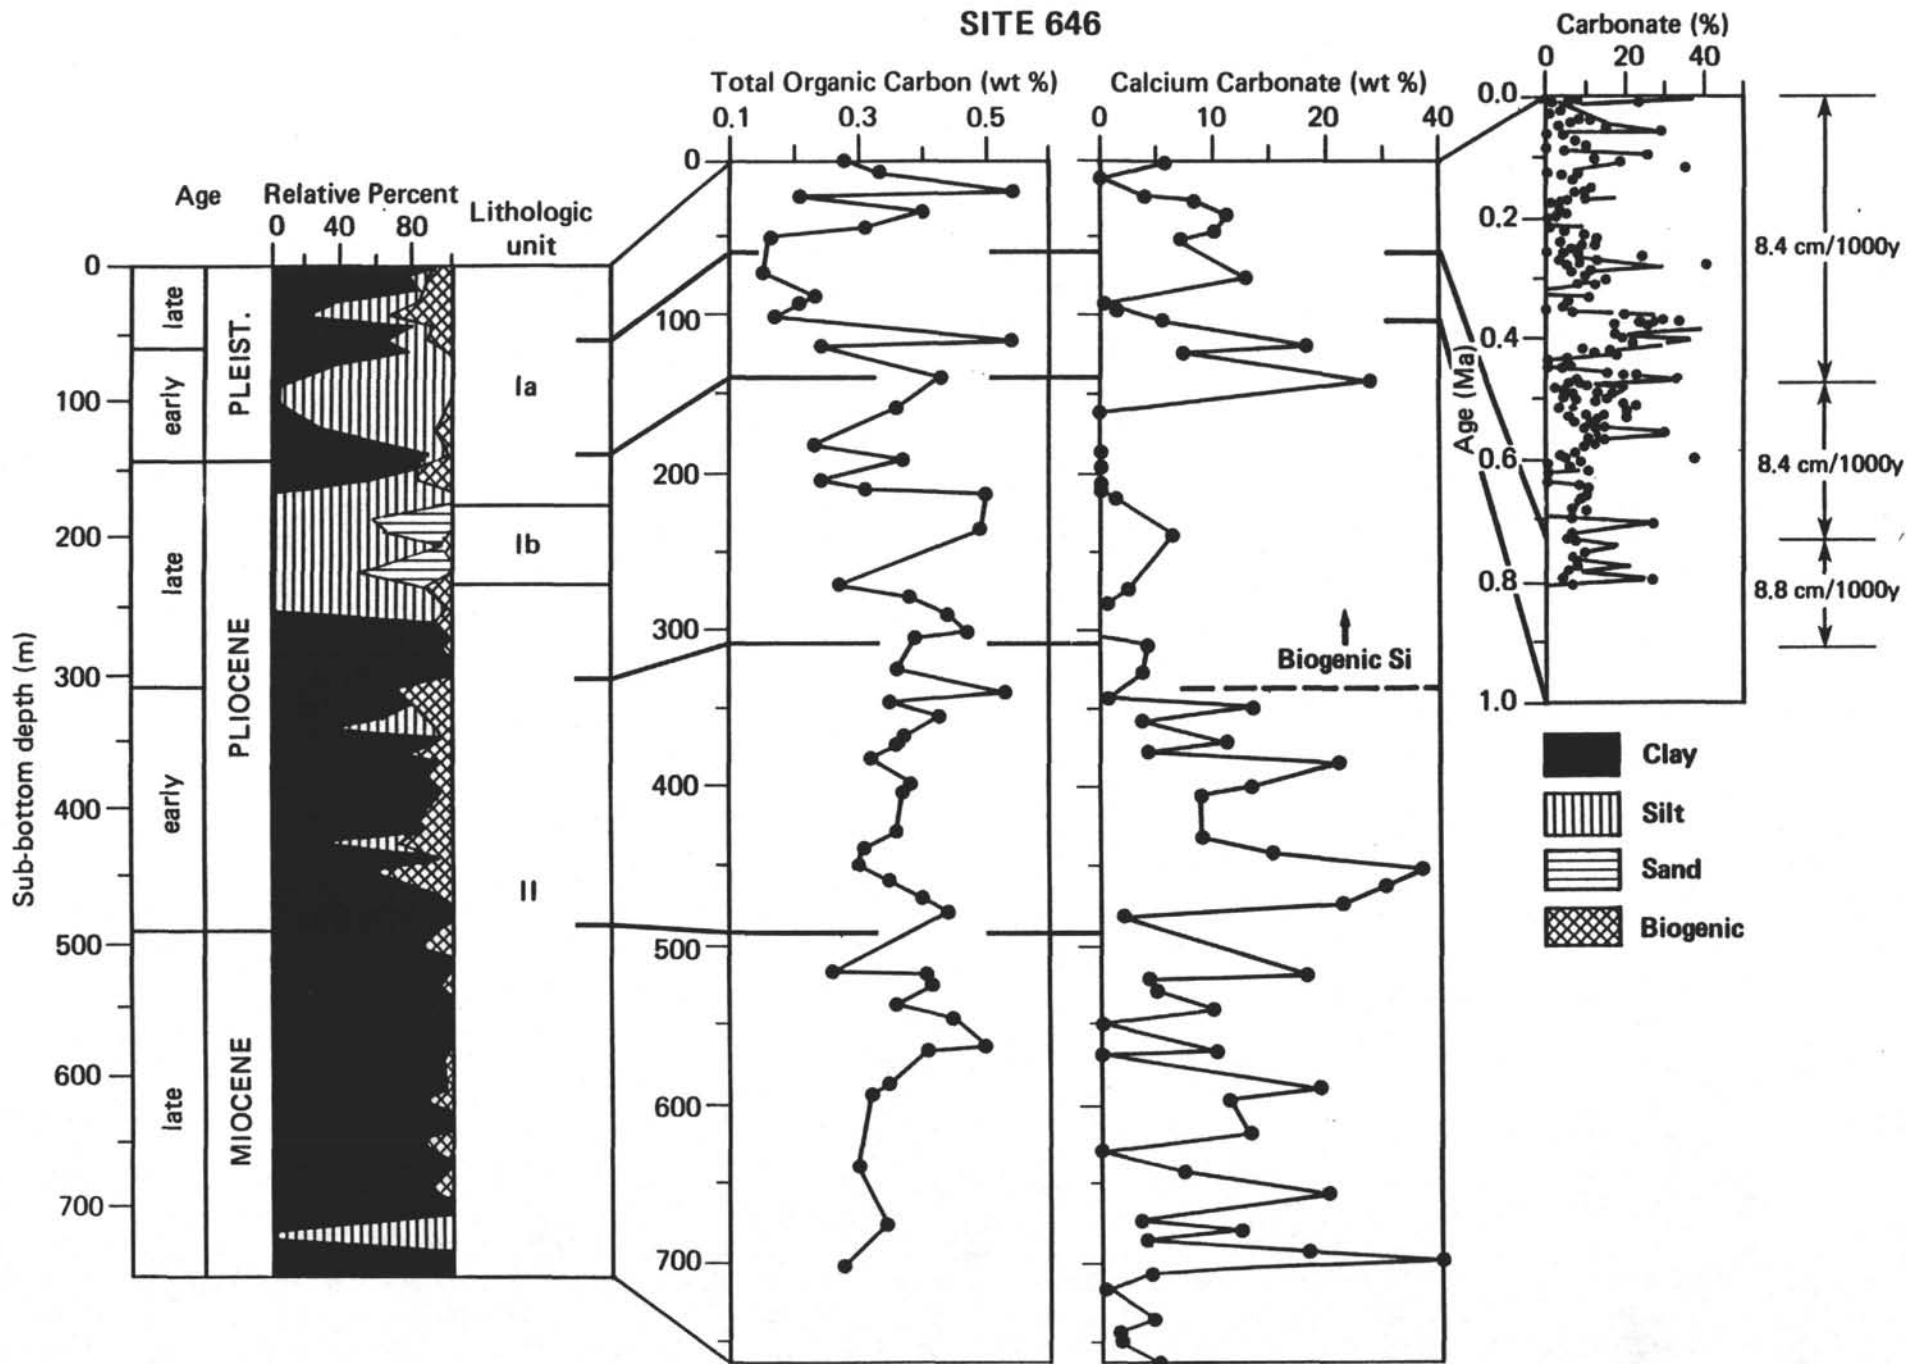 SITE 646
Age
Relative Percent
0 40 80
Lithologic
unit
Sub-bottom depth (m)
0
100
200
300
400
500
600
700
late
early
late
early
late
PLEIST.
PLIOCENE
MIOCENE
Ia
Ib
II
Total Organic Carbon (wt %)
0.1 0.3 0.5
0
100
200
300
400
500
600
700
Calcium Carbonate (wt %)
0 10 20 40
Biogenic Si
Carbonate (%)
0 20 40
Age (Ma)
0.0
0.2
0.4
0.6
0.8
1.0
8.4 cm/1000y
8.4 cm/1000y
8.8 cm/1000y
Clay
Silt
Sand
Biogenic